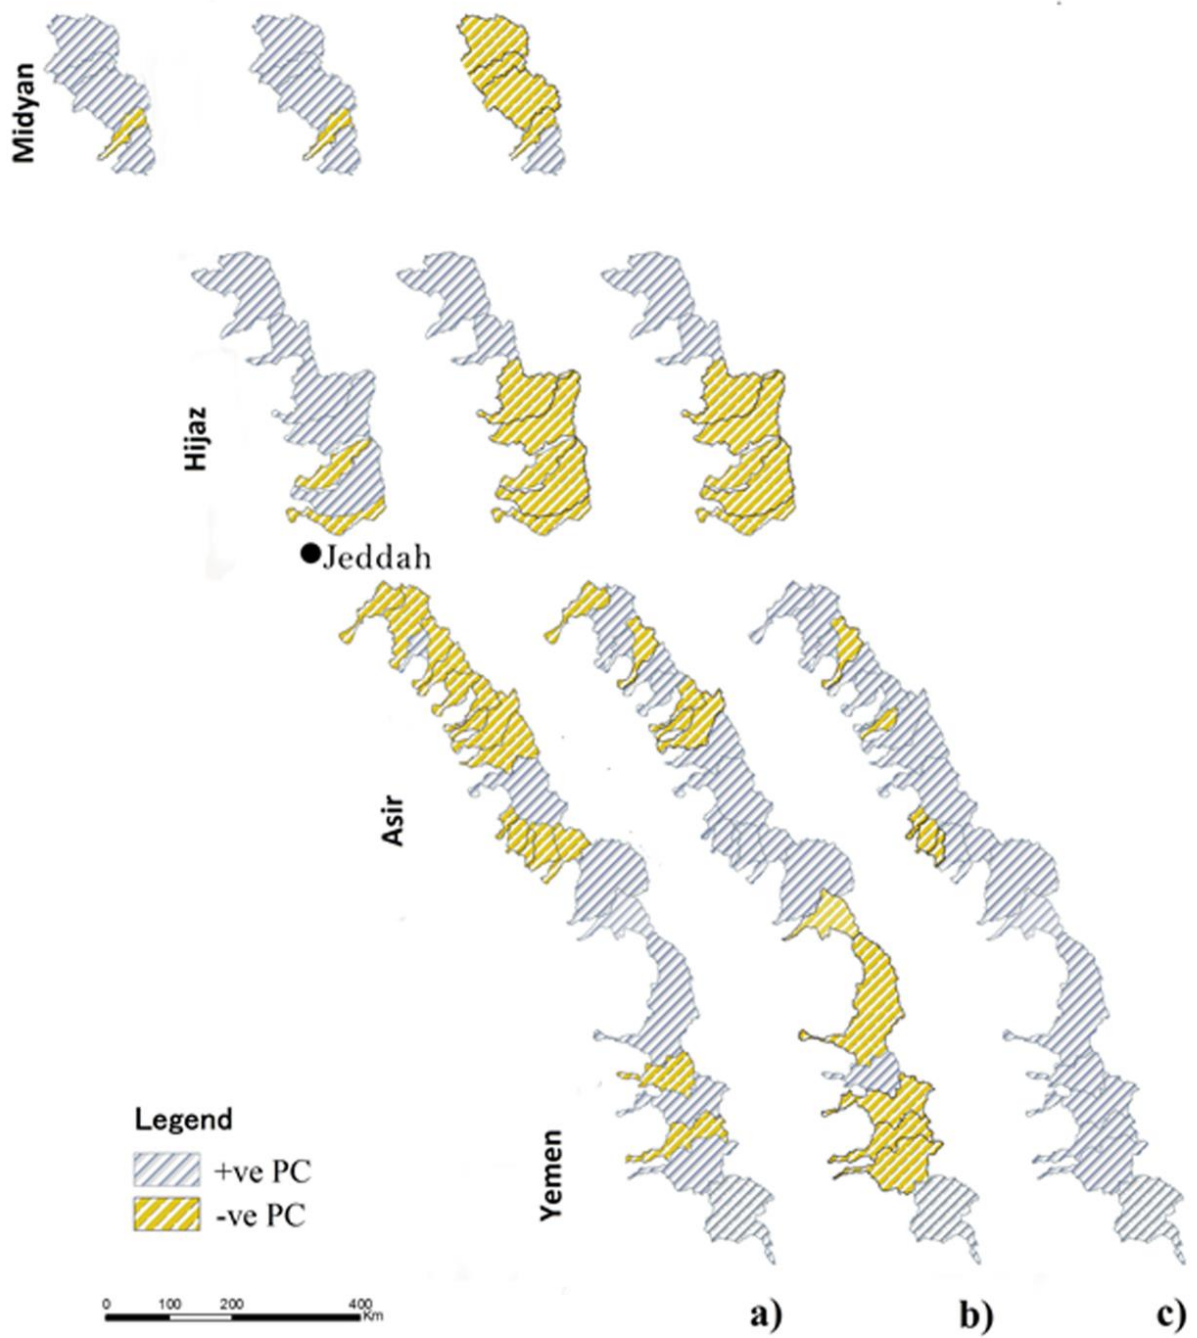 Midyan
Hijaz
Jeddah
Asir
Yemen
Legend
+ve PC
-ve PC
0 100 200 400
Km
a) b) c)